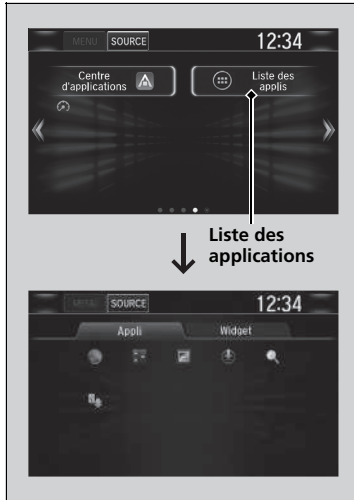 MENU SOURCE 12:34
Centre
d'applications
Liste des
applis
Liste des
applications
MENU SOURCE 12:34
Appli Widget